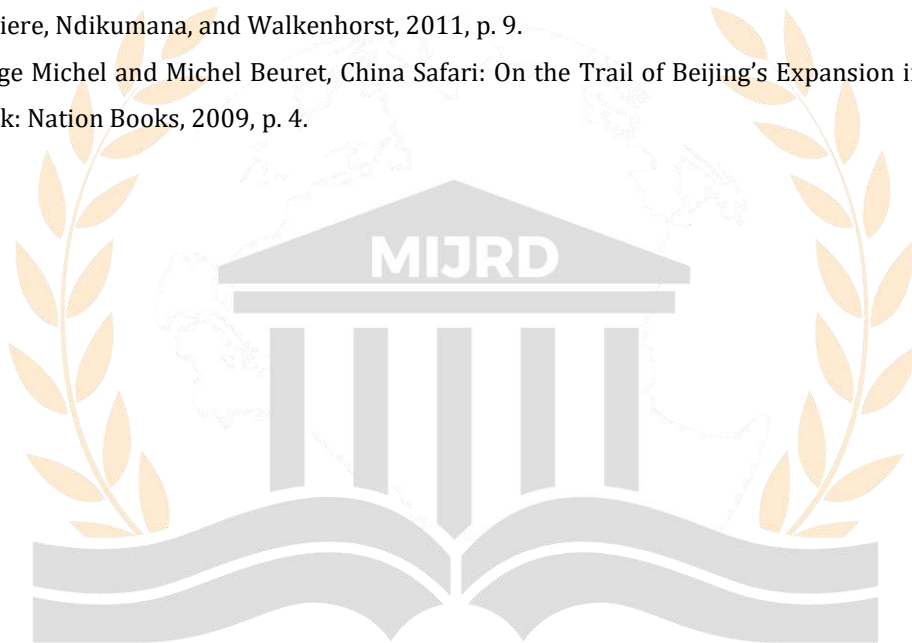 iere, Ndikumana, and Walkenhorst, 2011, p. 9.
ge Michel and Michel Beuret, China Safari: On the Trail of Beijing’s Expansion i
k: Nation Books, 2009, p. 4.
MIJRD